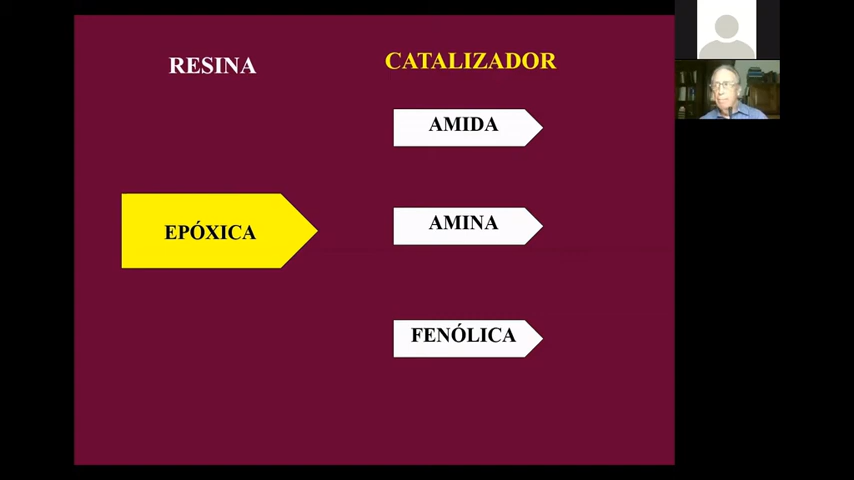 RESINA
CATALIZADOR
AMIDA
AMINA
EPÓXICA
FENÓLICA